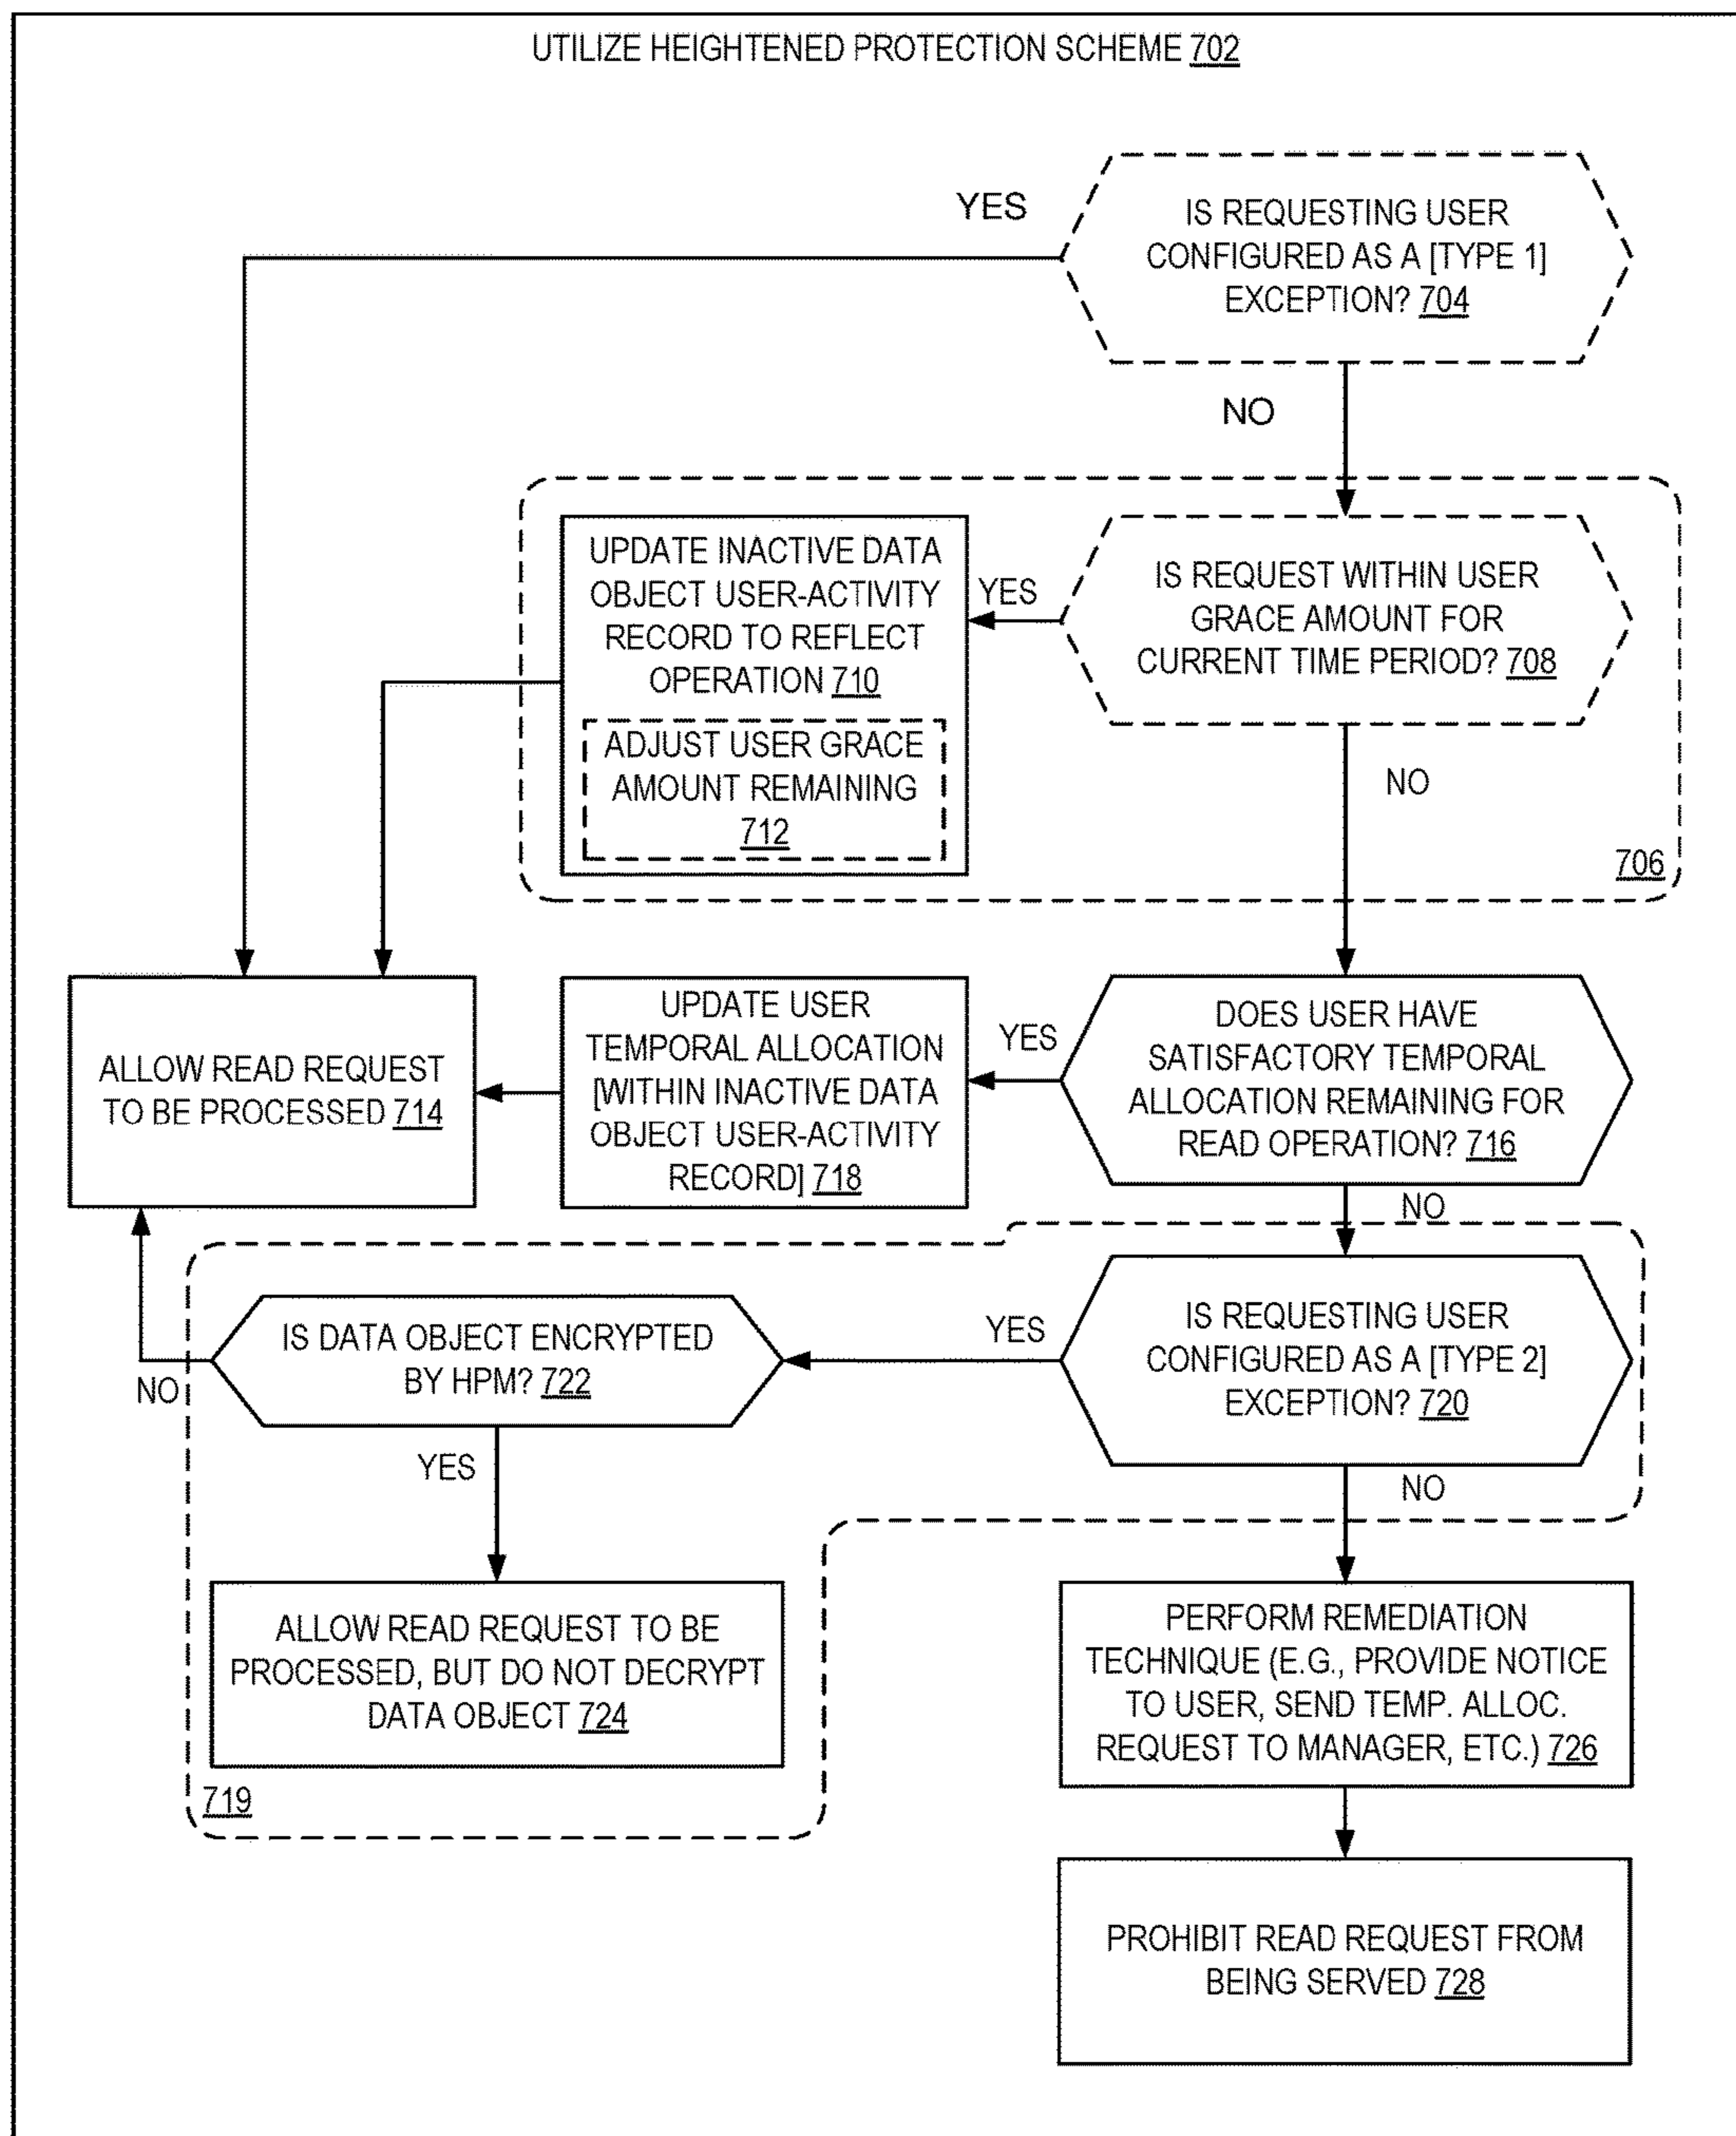 UTILIZE HEIGHTENED PROTECTION SCHEME 702
YES
IS REQUESTING USER
CONFIGURED AS A [TYPE 1]
EXCEPTION? 704
NO
UPDATE INACTIVE DATA
OBJECT USER-ACTIVITY
RECORD TO REFLECT
OPERATION 710
ADJUST USER GRACE
AMOUNT REMAINING
712
YES
IS REQUEST WITHIN USER
GRACE AMOUNT FOR
CURRENT TIME PERIOD? 708
NO
706
ALLOW READ REQUEST
TO BE PROCESSED 714
UPDATE USER
TEMPORAL ALLOCATION
[WITHIN INACTIVE DATA
OBJECT USER-ACTIVITY
RECORD] 718
YES
DOES USER HAVE
SATISFACTORY TEMPORAL
ALLOCATION REMAINING FOR
READ OPERATION? 716
NO
NO
IS DATA OBJECT ENCRYPTED
BY HPM? 722
YES
IS REQUESTING USER
CONFIGURED AS A [TYPE 2]
EXCEPTION? 720
YES
NO
ALLOW READ REQUEST TO BE
PROCESSED, BUT DO NOT DECRYPT
DATA OBJECT 724
719
PERFORM REMEDIATION
TECHNIQUE (E.G., PROVIDE NOTICE
TO USER, SEND TEMP. ALLOC.
REQUEST TO MANAGER, ETC.) 726
PROHIBIT READ REQUEST FROM
BEING SERVED 728